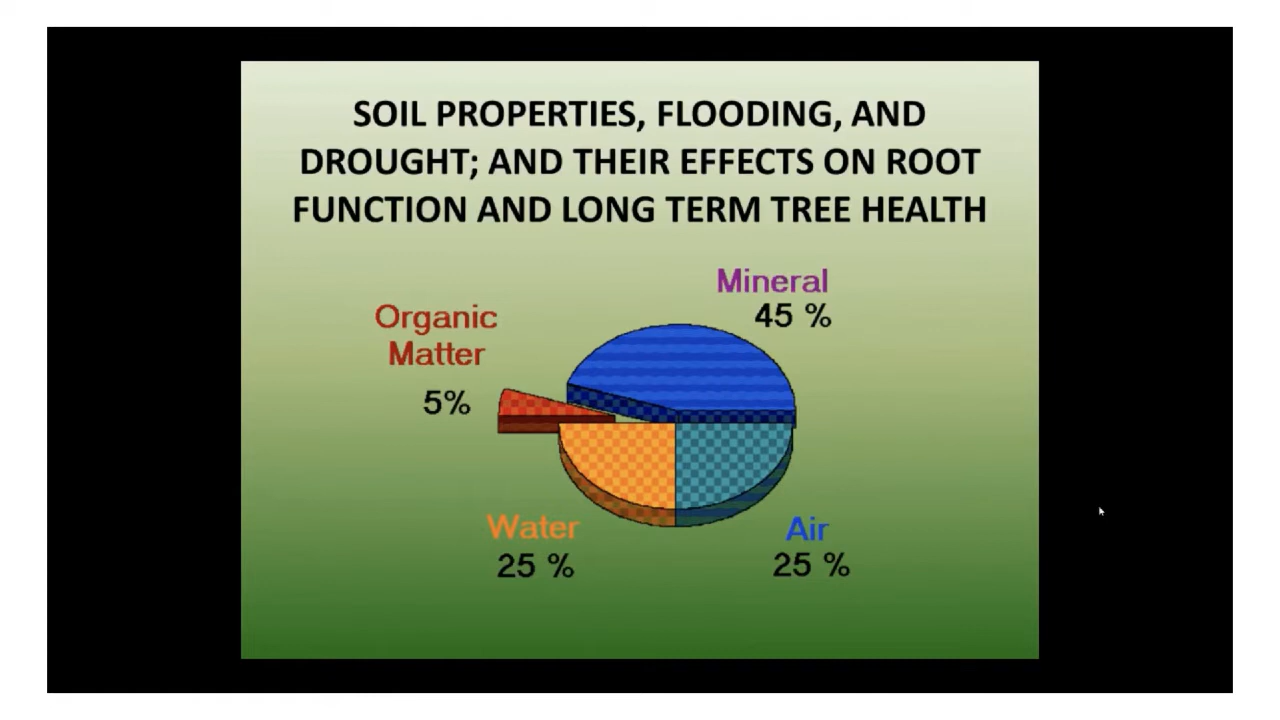 SOIL PROPERTIES, FLOODING, AND
DROUGHT; AND THEIR EFFECTS ON ROOT
FUNCTION AND LONG TERM TREE HEALTH
Mineral
45 %
Organic
Matter
5%
Water
25 %
Air
25 %